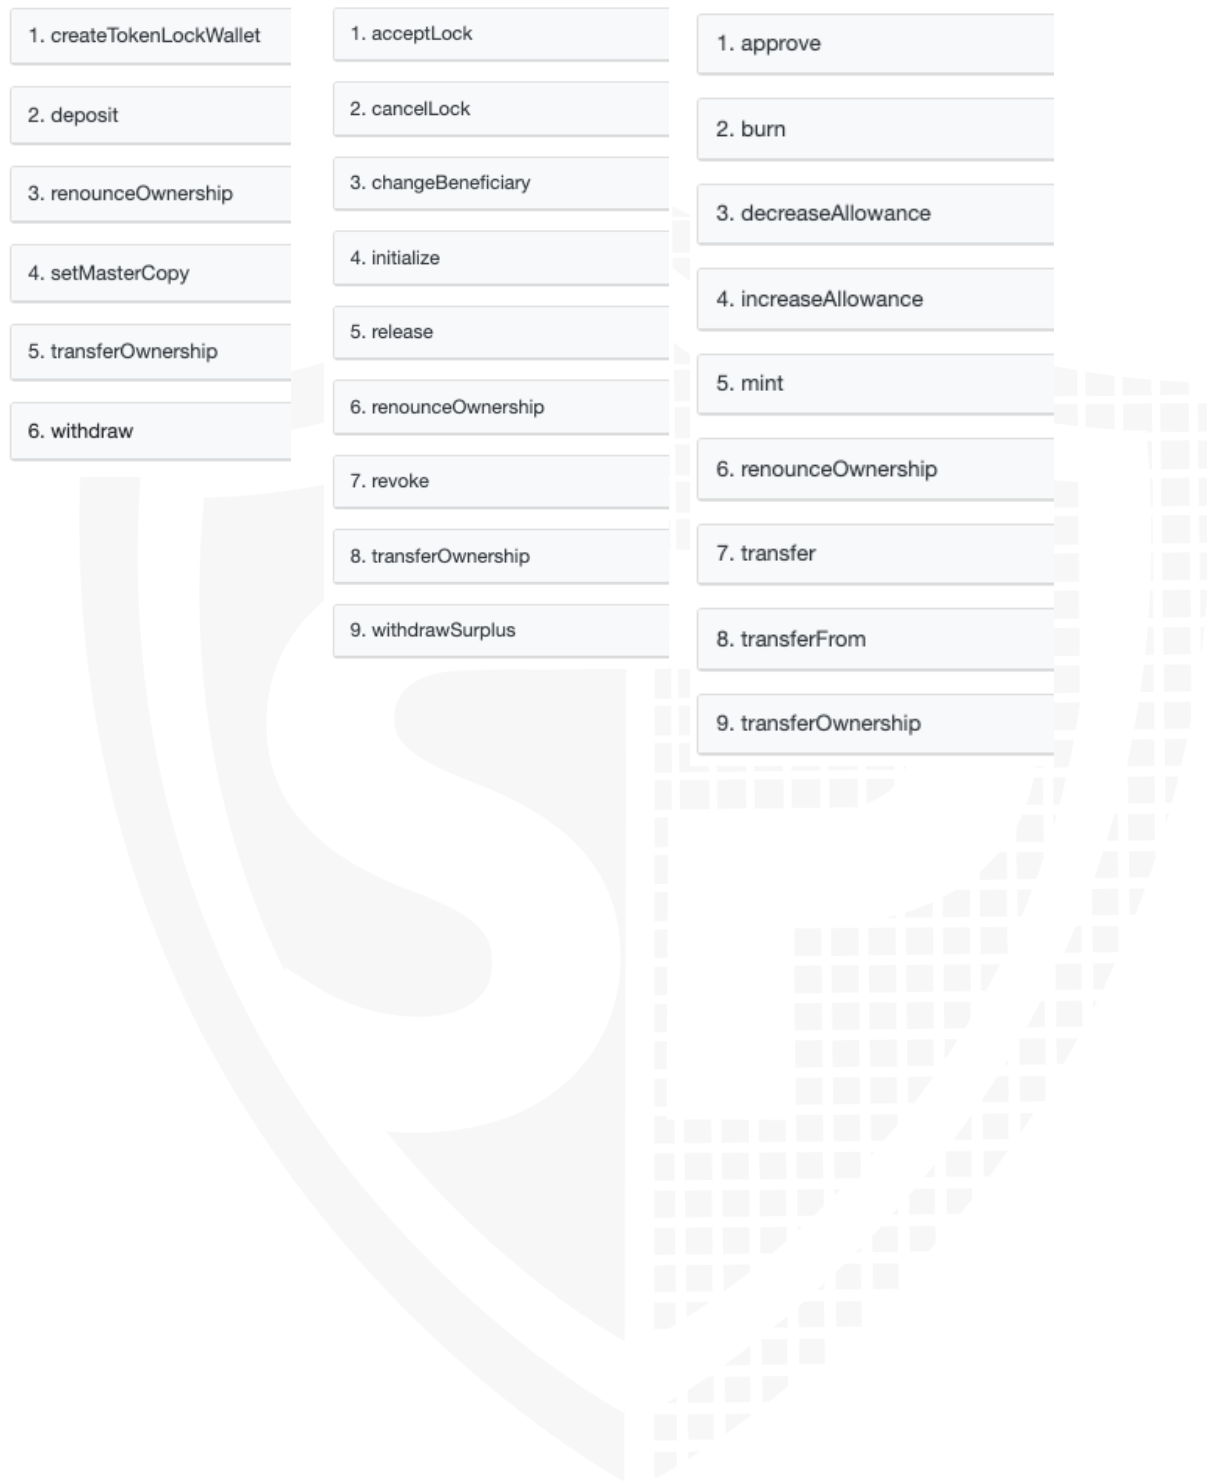 1. createTokenLockWallet
2. deposit
3. renounceOwnership
4. setMasterCopy
5. transferOwnership
6. withdraw
1. acceptLock
2. cancelLock
3. changeBeneficiary
4. initialize
5. release
6. renounceOwnership
7. revoke
8. transferOwnership
9. withdrawSurplus
1. approve
2. burn
3. decreaseAllowance
4. increaseAllowance
5. mint
6. renounceOwnership
7. transfer
8. transferFrom
9. transferOwnership